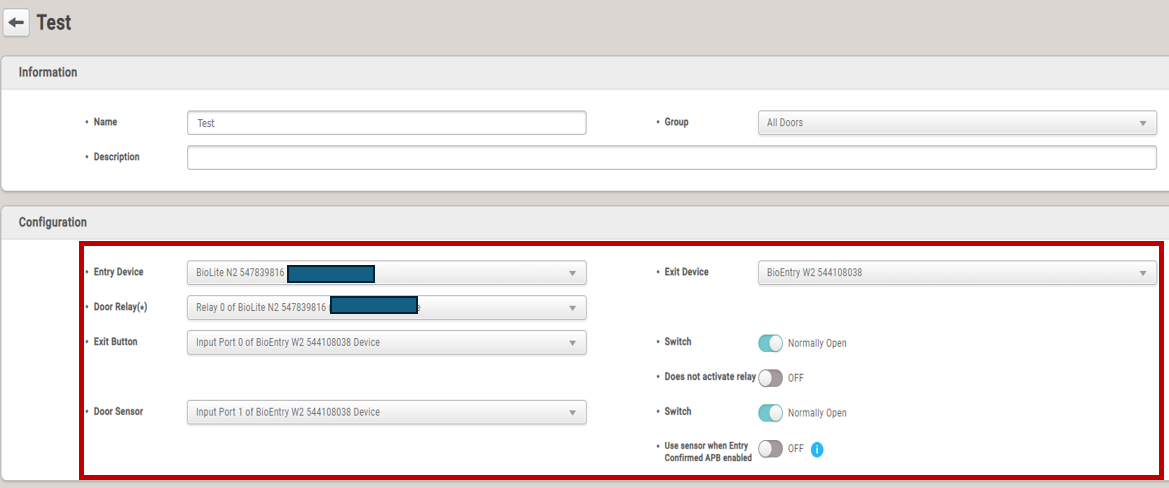 Test
Information
Name
Test
Group
All Doors
Description
Configuration
Entry Device
BioLite N2 547839816
Exit Device
BioEntry W2 544108038
Door Relay(*)
Relay 0 of BioLite N2 547839816
Exit Button
Input Port 0 of BioEntry W2 544108038 Device
Switch
Normally Open
Does not activate relay
OFF
Door Sensor
Input Port 1 of BioEntry W2 544108038 Device
Switch
Normally Open
Use sensor when Entry
Confirmed APB enabled
OFF
i